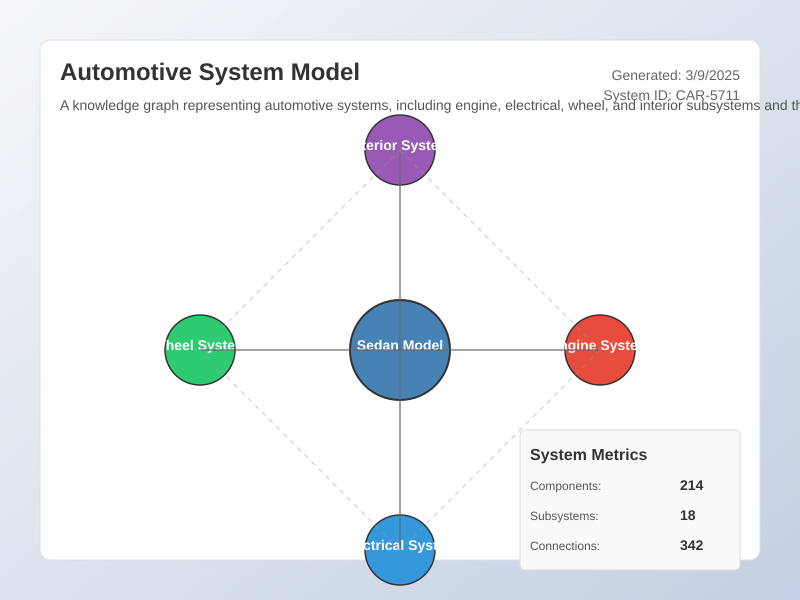 Automotive System Model
Generated: 3/9/2025
System ID: CAR-5711
A knowledge graph representing automotive systems, including engine, electrical, wheel, and interior subsystems and th
terior Syste
heel Syste
Sedan Model
ngine Syste
ctrical Syst
System Metrics
Components: 214
Subsystems: 18
Connections: 342